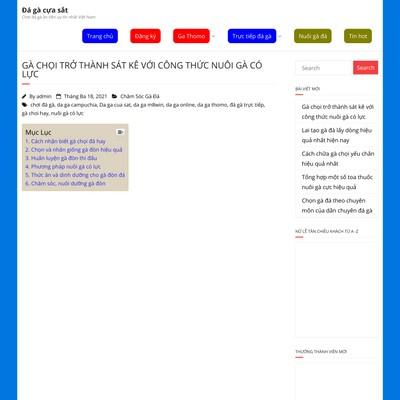 Đá gà cựa sắt
Chơi đá gà ăn tiền uy tín nhất Việt Nam
Trang chủ
Đăng ký
Ga Thomo
Trực tiếp đá gà
Nuôi gà đá
Tin hot
GÀ CHỌI TRỞ THÀNH SÁT KÊ VỚI CÔNG THỨC NUÔI GÀ CÓ
LỰC
By admin Tháng Ba 18, 2021 Chăm Sóc Gà Đá
chơi đá gà, da ga campuchia, Da ga cua sat, da ga m8win, da ga online, da ga thomo, đá gà trực tiếp,
gà choi hay, nuôi gà có lực
Mục Lục
1. Cách nhận biết gà chọi đá hay
2. Chọn và nhân giống gà đòn hiệu quả
3. Huấn luyện gà đòn thi đấu
4. Phương pháp nuôi gà có lực
5. Thức ăn và dinh dưỡng cho gà đòn đá
6. Chăm sóc, nuôi dưỡng gà đòn
Search
Search
BÀI VIẾT MỚI
Gà chọi trở thành sát kê với
công thức nuôi gà có lực
Lai tạo gà đá lấy dòng hiệu
quả nhất hiện nay
Cách chữa gà chọi yếu chân
hiệu quả nhất
Tổng hợp một số toa thuốc
nuôi gà cực hiệu quả
Chọn gà đá theo chuyên
môn của dân chuyên đá gà
NỮ LÊ TÂN CHIÊU KHÁCH TỪ A -Z
THƯỞNG THÀNH VIÊN MỚI